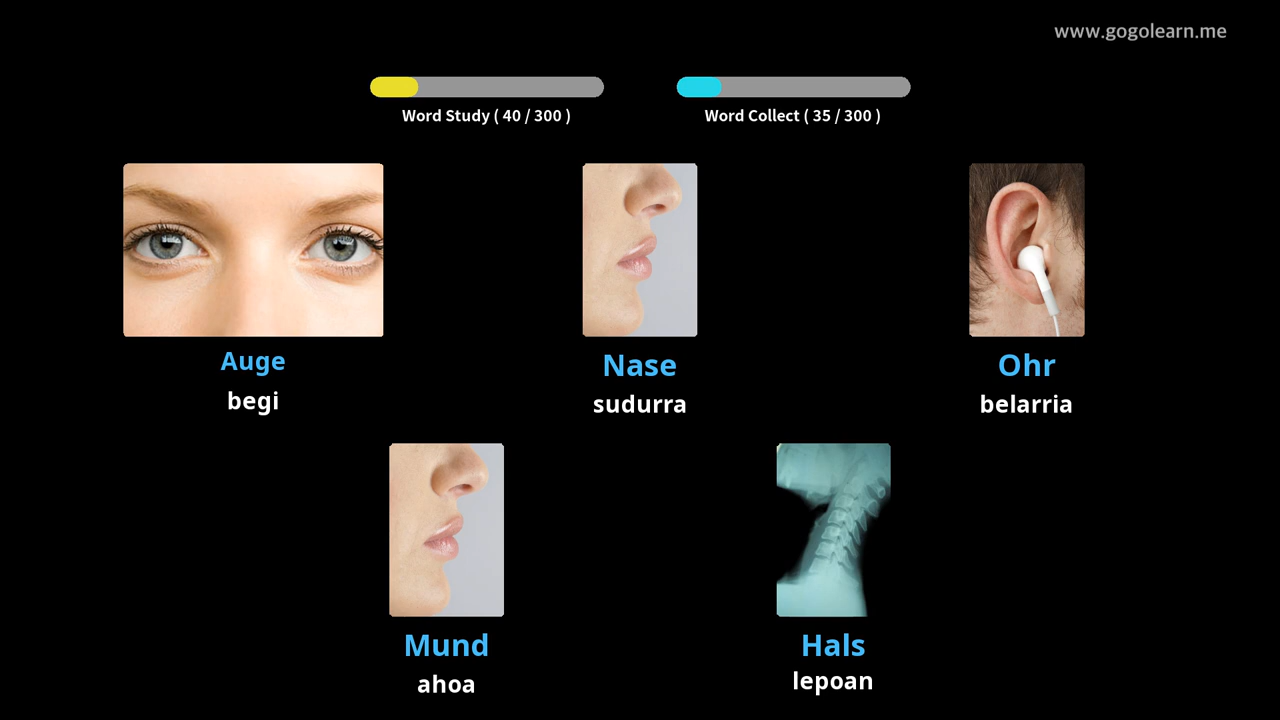 www.gogolearn.me
Word Study ( 40 / 300 )
Word Collect ( 35 / 300 )
Auge
begi
Nase
sudurra
Ohr
belarria
Mund
ahoa
Hals
lepoan